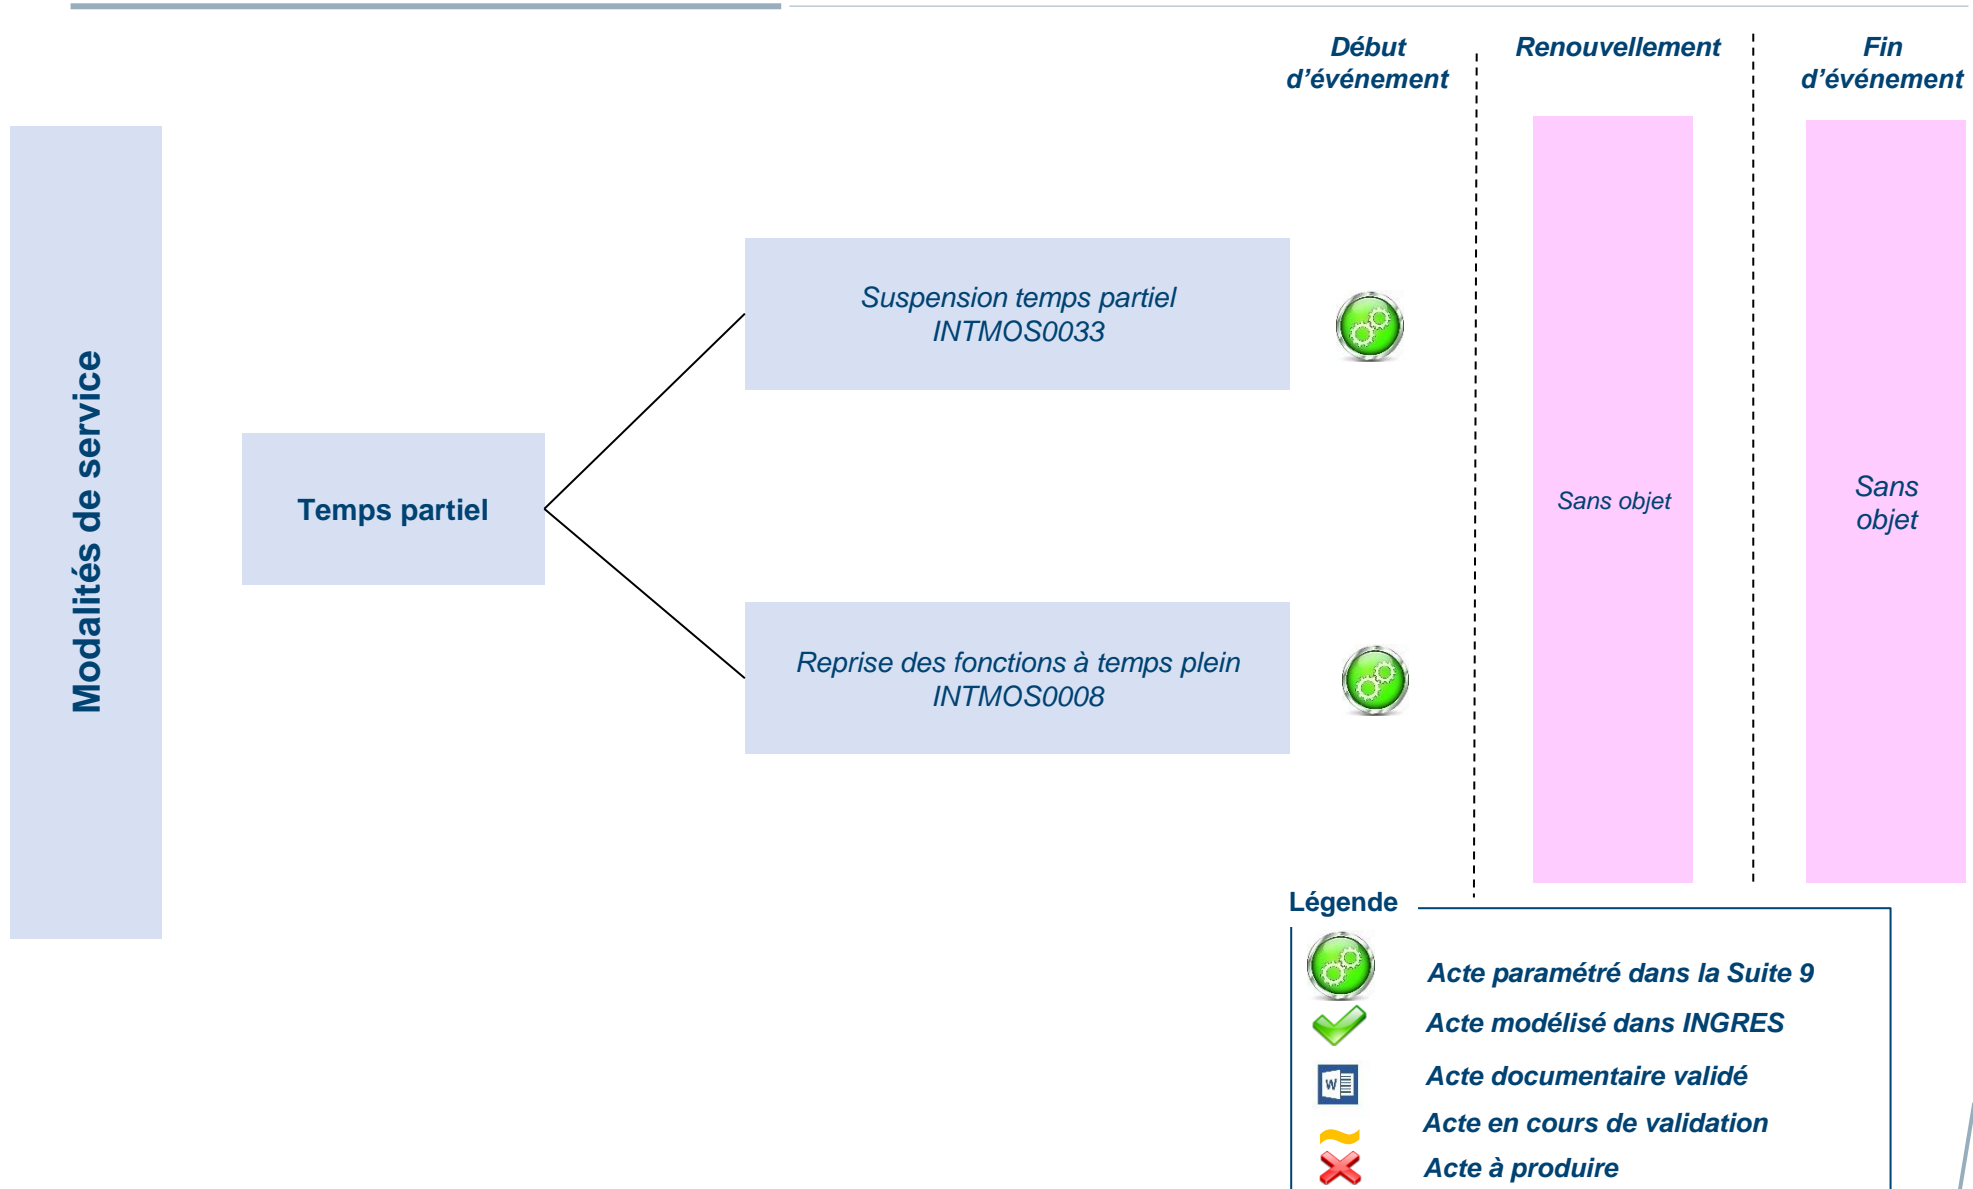 Début
d’événement
Renouvellement
Fin
d’événement
Modalités de service
Temps partiel
Suspension temps partiel
INTMOS0033
Reprise des fonctions à temps plein
INTMOS0008
Sans objet
Sans
objet
Légende
Acte paramétré dans la Suite 9
Acte modélisé dans INGRES
W
Acte documentaire validé
Acte en cours de validation
Acte à produire